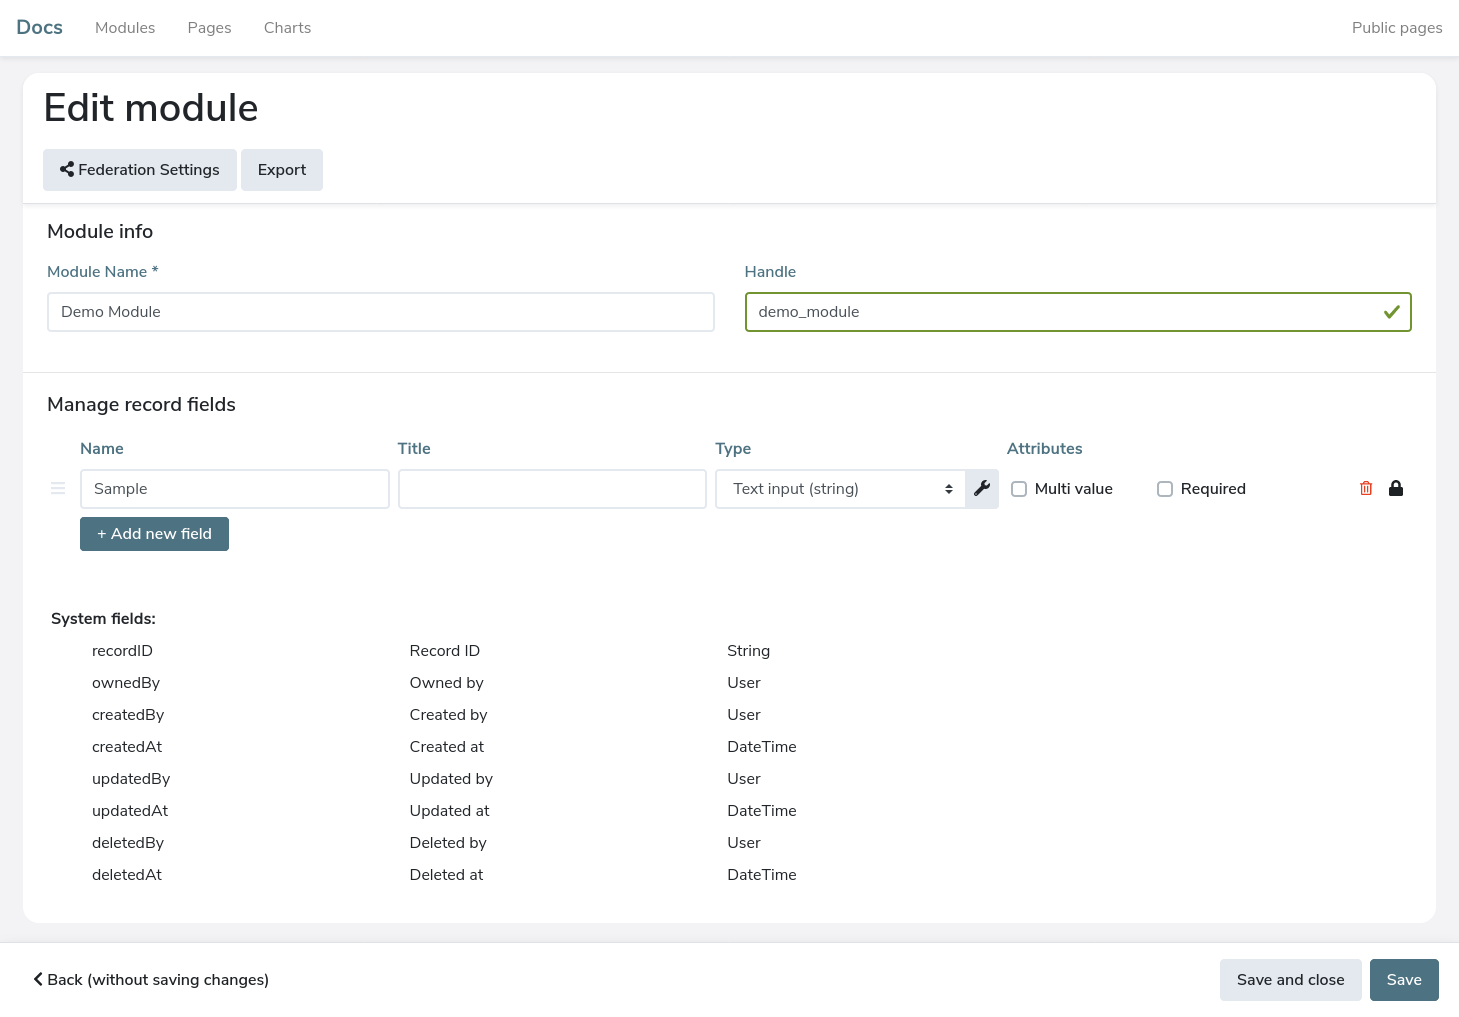 Docs Modules Pages Charts Public pages
Edit module
Federation Settings Export
Module info
Module Name * Handle
Demo Module demo_module
Manage record fields
Name Title Type Attributes
Sample Text input (string) Multi value Required
+ Add new field
System fields:
recordID Record ID String
ownedBy Owned by User
createdBy Created by User
createdAt Created at DateTime
updatedBy Updated by User
updatedAt Updated at DateTime
deletedBy Deleted by User
deletedAt Deleted at DateTime
Back (without saving changes) Save and close Save